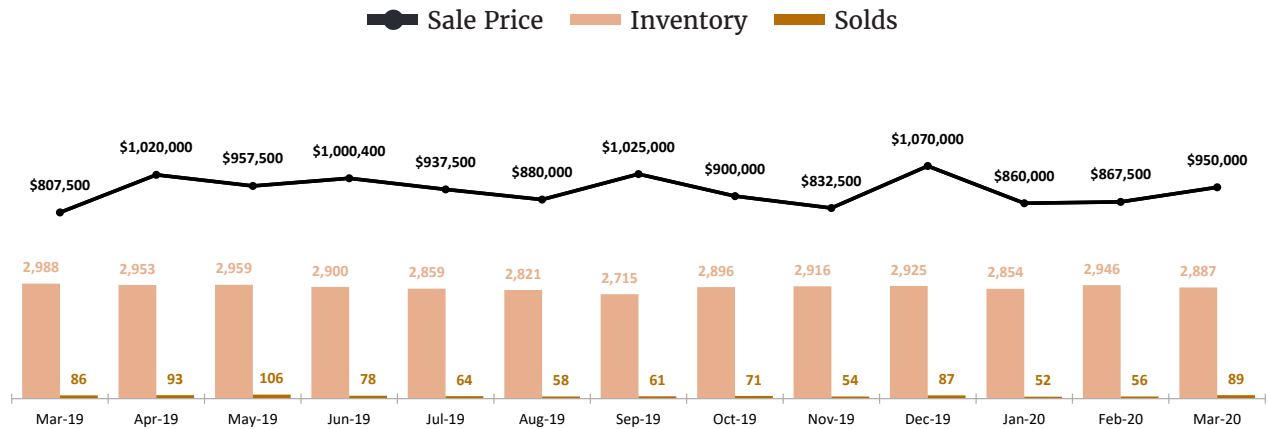 Sale Price Inventory Solds
$807,500 $1,020,000 $957,500 $1,000,400 $937,500 $880,000 $1,025,000 $900,000 $832,500 $1,070,000 $860,000 $867,500 $950,000
2,988 2,953 2,959 2,900 2,859 2,821 2,715 2,896 2,916 2,925 2,854 2,946 2,887
86 93 106 78 64 58 61 71 54 87 52 56 89
Mar-19 Apr-19 May-19 Jun-19 Jul-19 Aug-19 Sep-19 Oct-19 Nov-19 Dec-19 Jan-20 Feb-20 Mar-20